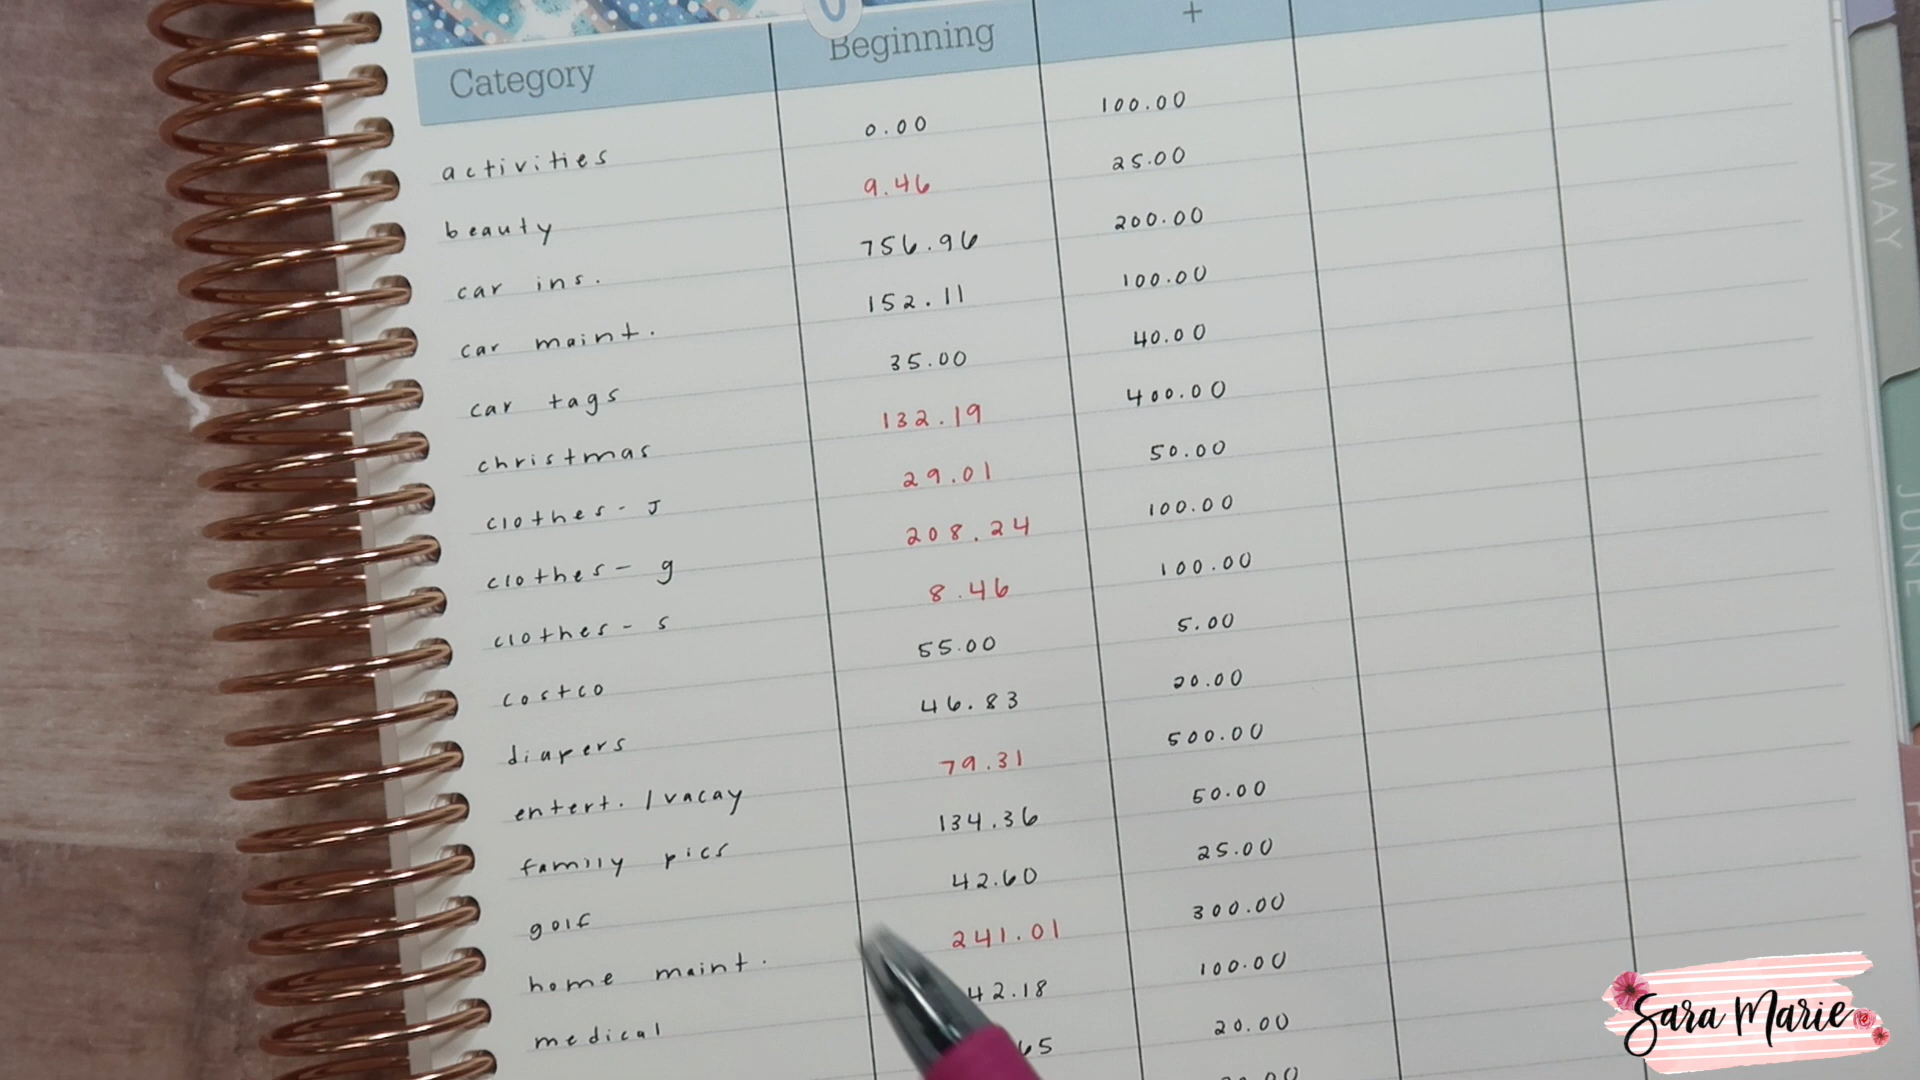 Category Beginning +
activities 0.00 100.00
beauty 9.46 25.00
car ins. 756.96 200.00
car maint. 152.11 100.00
car tags 35.00 40.00
christmas 132.19 400.00
clothes - J 29.01 50.00
clothes - g 208.24 100.00
clothes - s 8.46 100.00
costco 55.00 5.00
diapers 46.83 20.00
entert. /vacay 79.31 500.00
family pics 134.36 50.00
golf 42.60 25.00
home maint. 241.01 300.00
medical 42.18 100.00
20.00
MAY
JUNE
Sara Marie